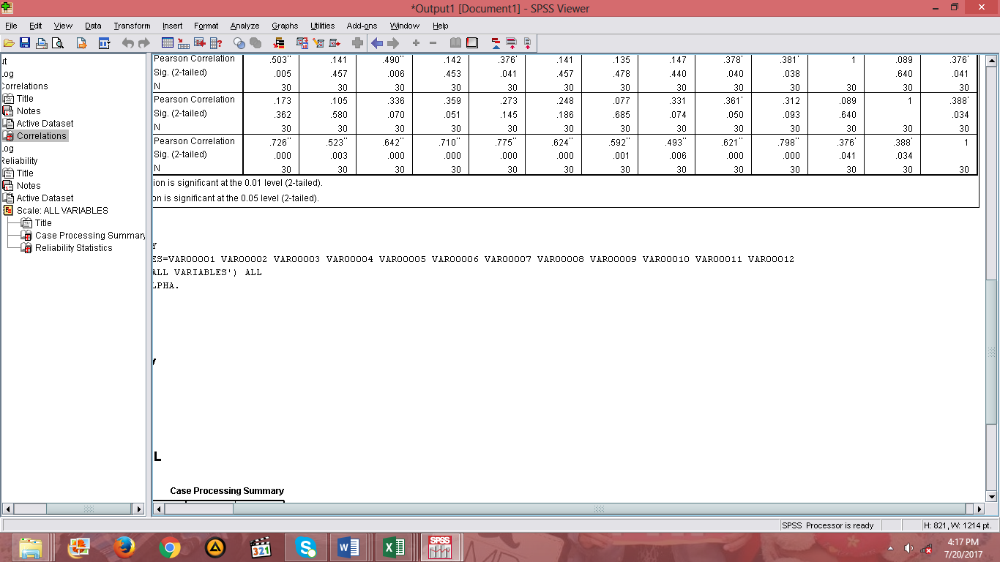 *Output1 [Document1] - SPSS Viewer
File Edit View Data Transform Insert Format Analyze Graphs Utilities Add-ons Window Help
Log
Correlations
Title
Notes
Active Dataset
Correlations
Log
Reliability
Title
Notes
Active Dataset
Scale: ALL VARIABLES
Title
Case Processing Summary
Reliability Statistics
Pearson Correlation .503** .141 .490** .142 .376* .141 .135 .147 .378* .381* 1 .089 .376*
Sig. (2-tailed) .005 .457 .006 .453 .041 .457 .478 .440 .040 .038 .640 .041
N 30 30 30 30 30 30 30 30 30 30 30 30 30
Pearson Correlation .173 .105 .336 .359 .273 .248 .077 .331 .361* .312 .089 1 .388*
Sig. (2-tailed) .362 .580 .070 .051 .145 .186 .685 .074 .050 .093 .640 .034
N 30 30 30 30 30 30 30 30 30 30 30 30 30
Pearson Correlation .726** .523** .642** .710** .775** .624** .592** .493** .621** .798** .376* .388* 1
Sig. (2-tailed) .000 .003 .000 .000 .000 .000 .001 .006 .000 .000 .041 .034
N 30 30 30 30 30 30 30 30 30 30 30 30 30
ion is significant at the 0.01 level (2-tailed).
on is significant at the 0.05 level (2-tailed).
Y
ES=VAR00001 VAR00002 VAR00003 VAR00004 VAR00005 VAR00006 VAR00007 VAR00008 VAR00009 VAR00010 VAR00011 VAR00012
ALL VARIABLES') ALL
LPHA.
y
L
Case Processing Summary
SPSS Processor is ready
H: 821, W: 1214 pt.
321
SPSS
4:17 PM
7/20/2017